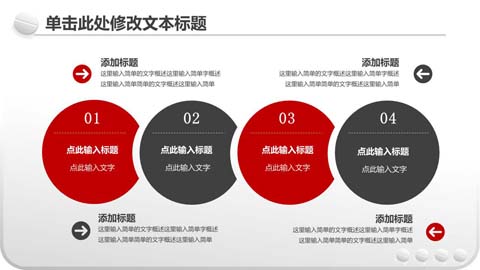 单击此处修改文本标题
添加标题
这里输入简单的文字概述这里输入简单字概述
这里输入简单简单的文字概述这里输入简单
添加标题
这里输入简单的文字概述这里输入简单字概述
这里输入简单简单的文字概述这里输入简单
01
点此输入标题
点此输入文字
02
点此输入标题
点此输入文字
03
点此输入标题
点此输入文字
04
点此输入标题
点此输入文字
添加标题
这里输入简单的文字概述这里输入简单字概述
这里输入简单简单的文字概述这里输入简单
添加标题
这里输入简单的文字概述这里输入简单字概述
这里输入简单简单的文字概述这里输入简单